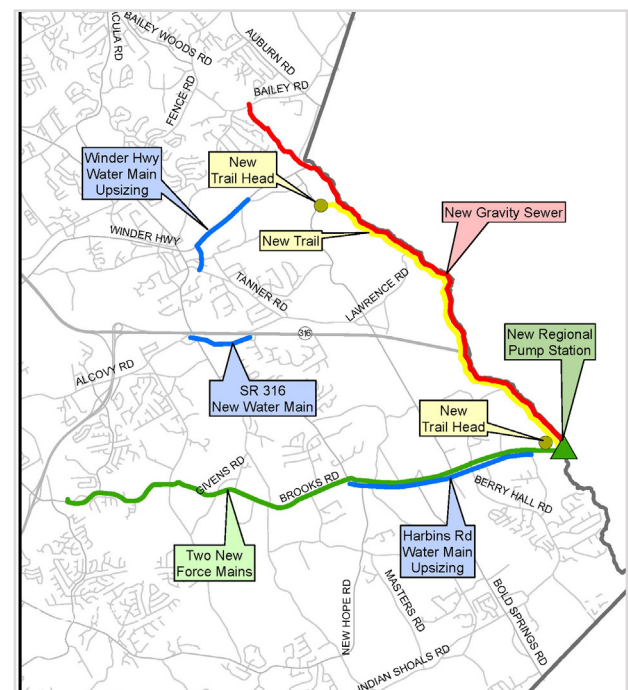 BAILEY WOODS RD
AUBURN RD
ACULA RD
FENCE RD
BAILEY RD
Winder Hwy
Water Main
Upsizing
New
Trail Head
New Gravity Sewer
WINDER HWY
New Trail
TANNER RD
LAWRENCE RD
316
New Regional
Pump Station
ALCOVY RD
SR 316
New Water Main
New
Trail Head
GIVENS RD
BROOKS RD
BERRY HALL RD
Two New
Force Mains
Harbins Rd
Water Main
Upsizing
NEW HOPE RD
MASTERS RD
BOLD SPRINGS RD
INDIAN SHOALS RD